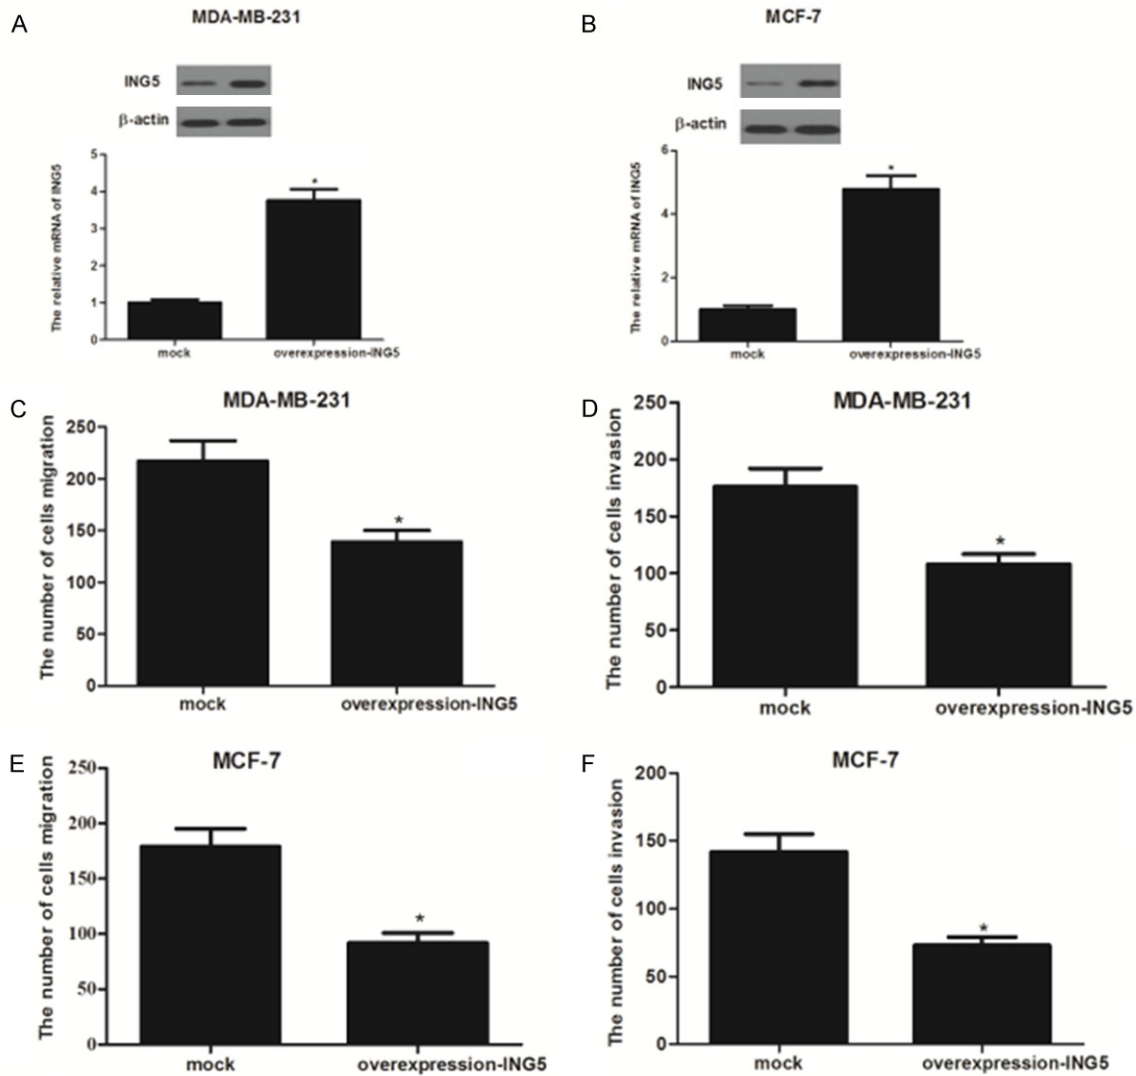 A
MDA-MB-231
ING5
β-actin
The relative mRNA of ING5
5
4
3
2
1
0
*
mock
overexpression-ING5
B
MCF-7
ING5
β-actin
The relative mRNA of ING5
6
4
2
0
*
mock
overexpression-ING5
C
MDA-MB-231
The number of cells migration
250
200
150
100
50
0
*
mock
overexpression-ING5
D
MDA-MB-231
The number of cells invasion
250
200
150
100
50
0
*
mock
overexpression-ING5
E
MCF-7
The number of cells migration
250
200
150
100
50
0
*
mock
overexpression-ING5
F
MCF-7
The number of cells invasion
200
150
100
50
0
*
mock
overexpression-ING5